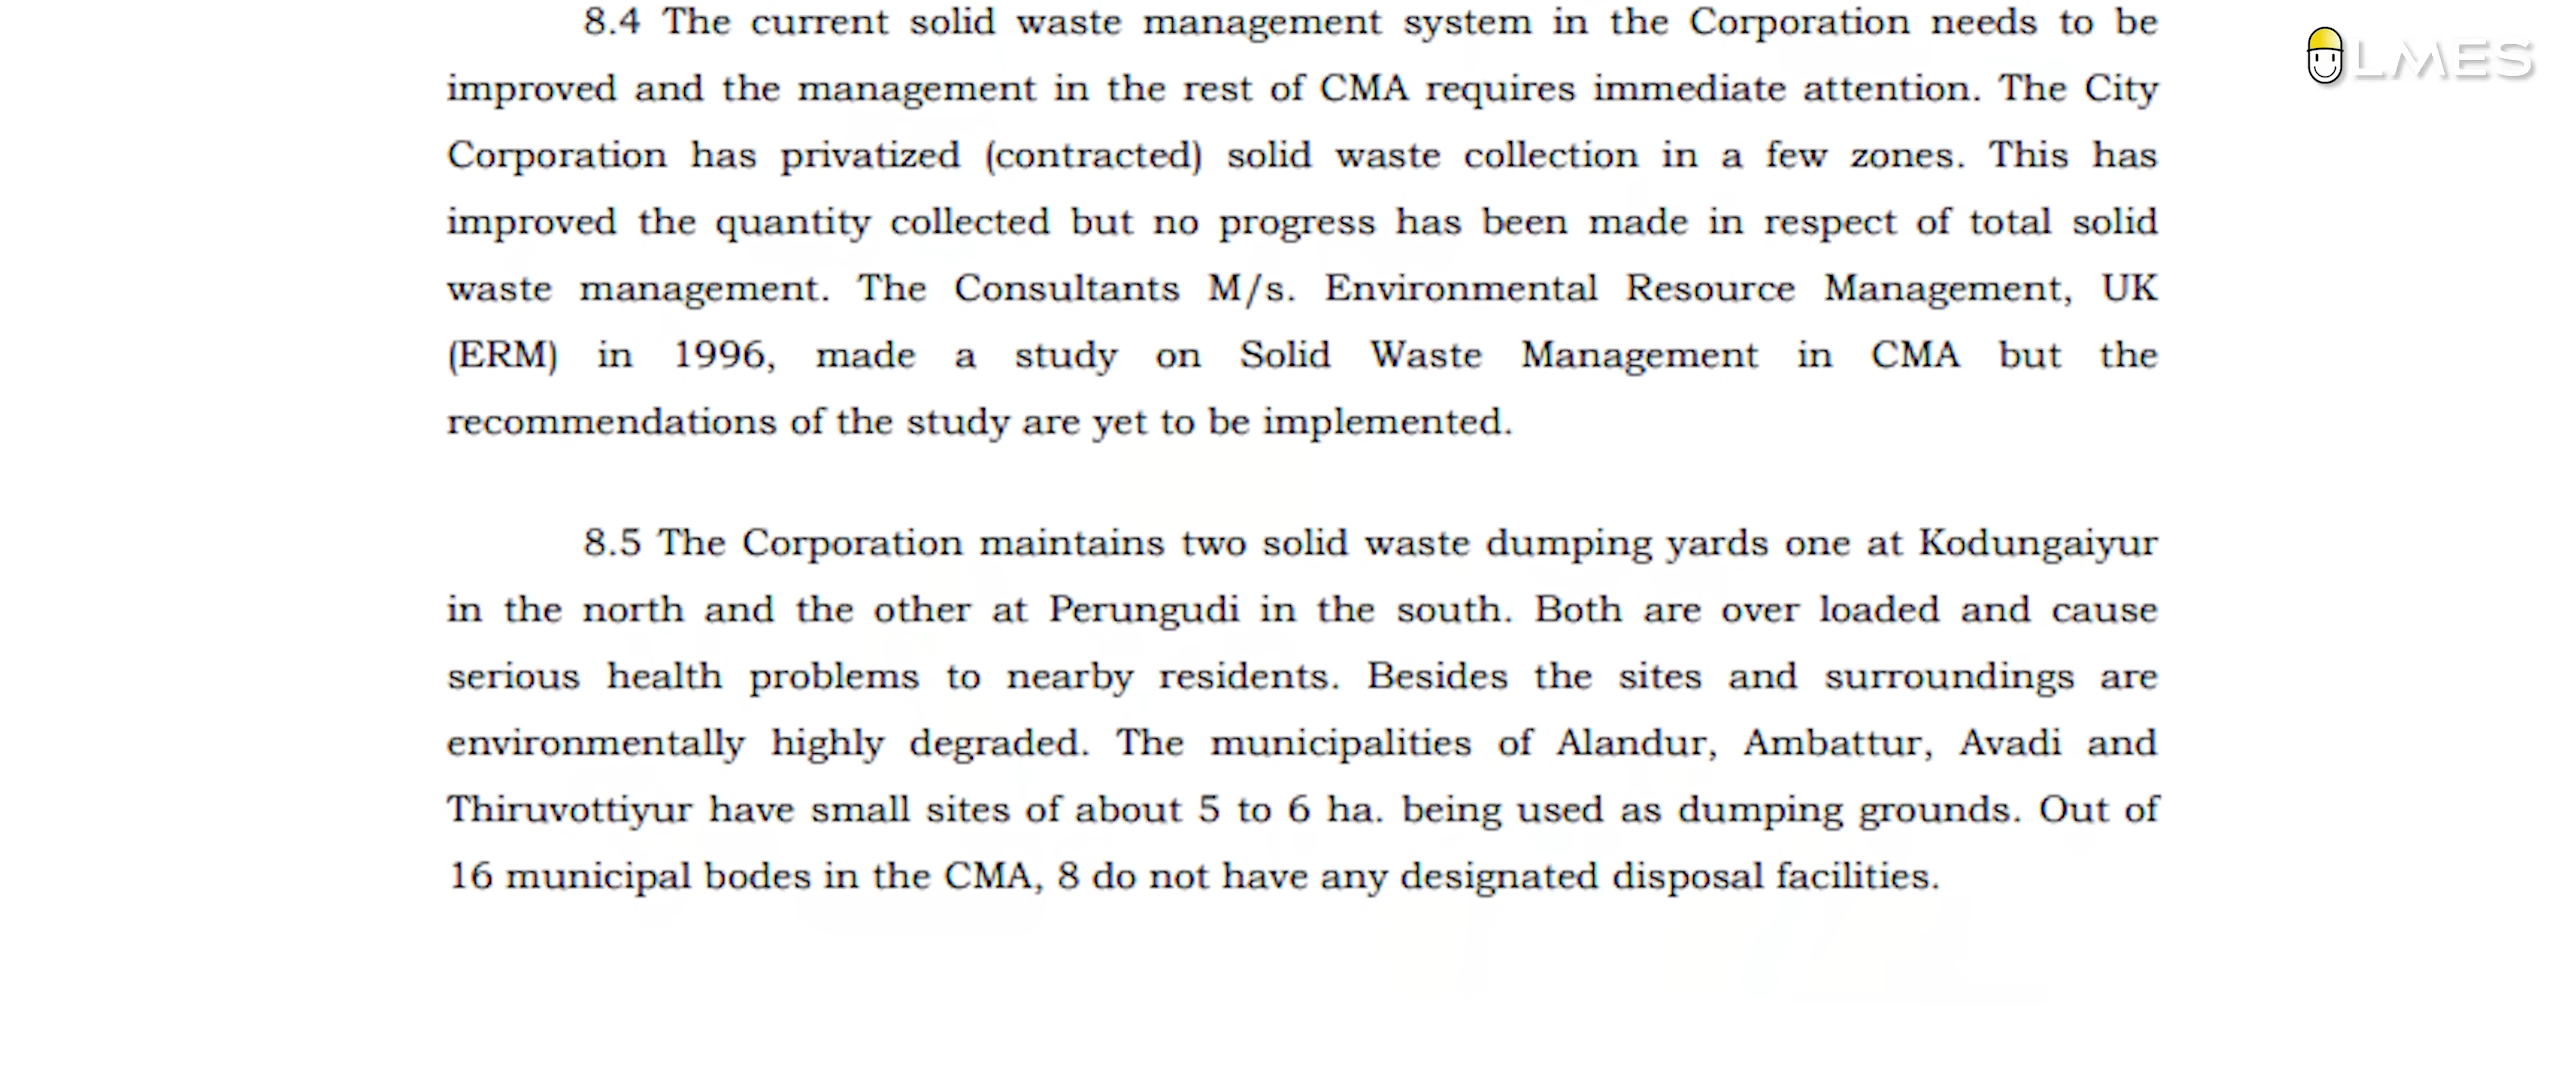 8.4 The current solid waste management system in the Corporation needs to be
improved and the management in the rest of CMA requires immediate attention. The City
Corporation has privatized (contracted) solid waste collection in a few zones. This has
improved the quantity collected but no progress has been made in respect of total solid
waste management. The Consultants M/s. Environmental Resource Management, UK
(ERM) in 1996, made a study on Solid Waste Management in CMA but the
recommendations of the study are yet to be implemented.
8.5 The Corporation maintains two solid waste dumping yards one at Kodungaiyur
in the north and the other at Perungudi in the south. Both are over loaded and cause
serious health problems to nearby residents. Besides the sites and surroundings are
environmentally highly degraded. The municipalities of Alandur, Ambattur, Avadi and
Thiruvottiyur have small sites of about 5 to 6 ha. being used as dumping grounds. Out of
16 municipal bodes in the CMA, 8 do not have any designated disposal facilities.
LMES